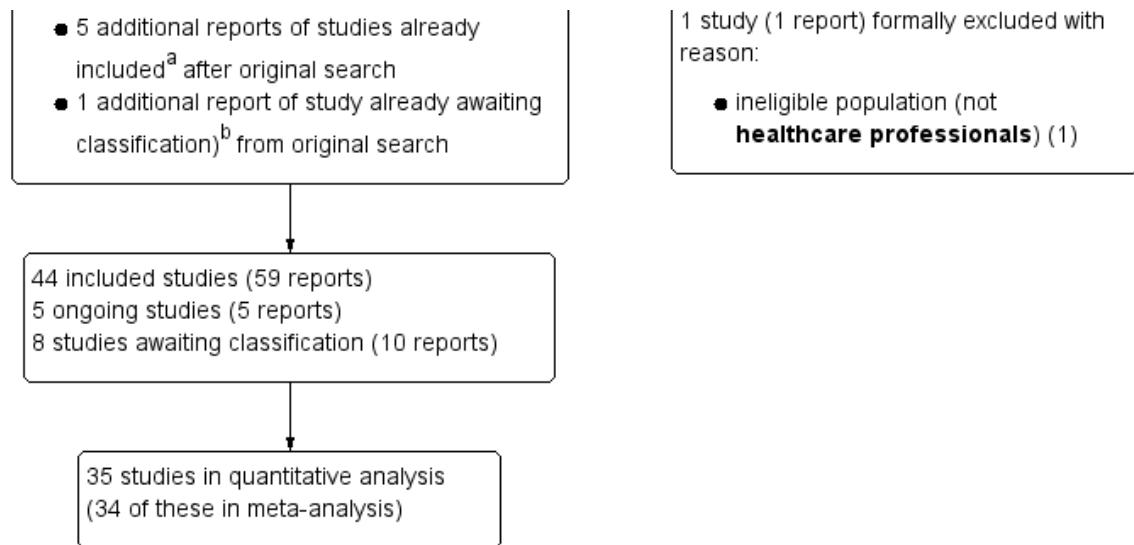 ● 5 additional reports of studies already
includedᵃ after original search
● 1 additional report of study already awaiting
classification)ᵇ from original search
1 study (1 report) formally excluded with
reason:
● ineligible population (not
healthcare professionals) (1)
44 included studies (59 reports)
5 ongoing studies (5 reports)
8 studies awaiting classification (10 reports)
35 studies in quantitative analysis
(34 of these in meta-analysis)